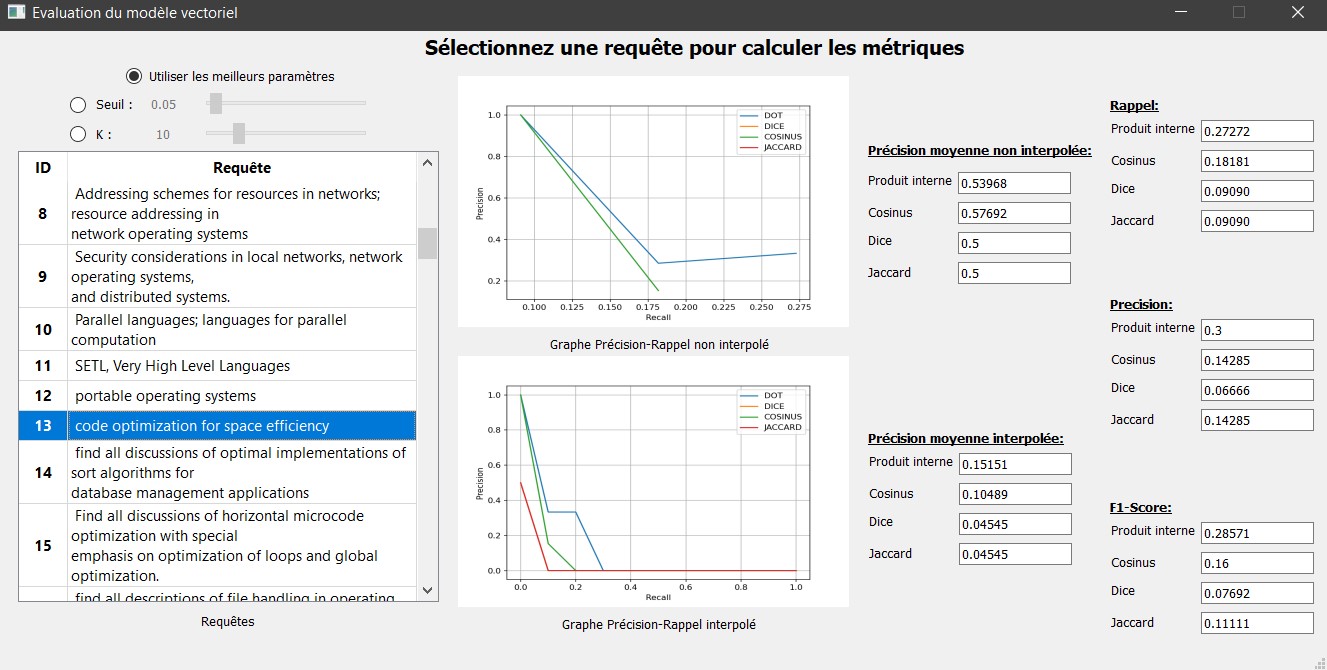 Evaluation du modèle vectoriel
Sélectionnez une requête pour calculer les métriques
Utiliser les meilleurs paramètres
Seuil : 0.05
K : 10
ID Requête
8
Addressing schemes for resources in networks;
resource addressing in
network operating systems
9
Security considerations in local networks, network
operating systems,
and distributed systems.
10
Parallel languages; languages for parallel
computation
11 SETL, Very High Level Languages
12 portable operating systems
13 code optimization for space efficiency
14
find all discussions of optimal implementations of
sort algorithms for
database management applications
15
Find all discussions of horizontal microcode
optimization with special
emphasis on optimization of loops and global
optimization.
find all descriptions of file handling in operating
Requêtes
DOT
DICE
COSINUS
JACCARD
1.0
0.8
0.6
0.4
0.2
Precision
0.100 0.125 0.150 0.175 0.200 0.225 0.250 0.275
Recall
Graphe Précision-Rappel non interpolé
DOT
DICE
COSINUS
JACCARD
1.0
0.8
0.6
0.4
0.2
0.0
Precision
0.0 0.2 0.4 0.6 0.8 1.0
Recall
Graphe Précision-Rappel interpolé
Précision moyenne non interpolée:
Produit interne 0.53968
Cosinus 0.57692
Dice 0.5
Jaccard 0.5
Précision moyenne interpolée:
Produit interne 0.15151
Cosinus 0.10489
Dice 0.04545
Jaccard 0.04545
Rappel:
Produit interne 0.27272
Cosinus 0.18181
Dice 0.09090
Jaccard 0.09090
Precision:
Produit interne 0.3
Cosinus 0.14285
Dice 0.06666
Jaccard 0.14285
F1-Score:
Produit interne 0.28571
Cosinus 0.16
Dice 0.07692
Jaccard 0.11111